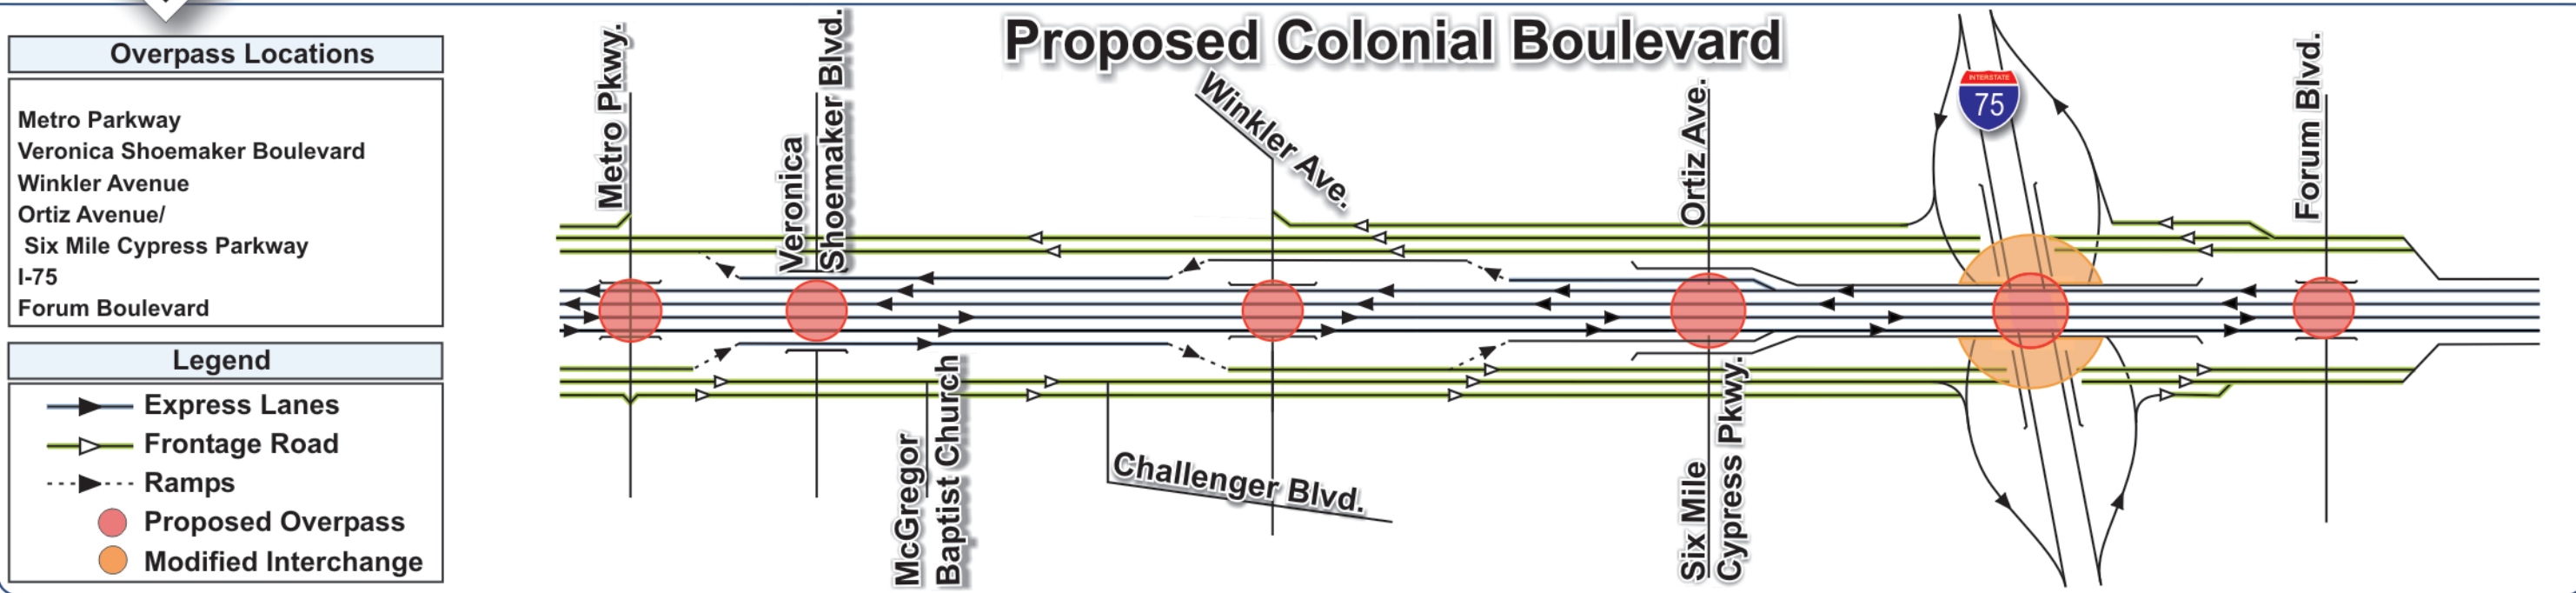 Proposed Colonial Boulevard
Overpass Locations
Metro Parkway
Veronica Shoemaker Boulevard
Winkler Avenue
Ortiz Avenue/
Six Mile Cypress Parkway
I-75
Forum Boulevard
Legend
Express Lanes
Frontage Road
Ramps
Proposed Overpass
Modified Interchange
Metro Pkwy.
Veronica
Shoemaker Blvd.
McGregor
Baptist Church
Challenger Blvd.
Winkler Ave.
Ortiz Ave.
Six Mile
Cypress Pkwy.
INTERSTATE
75
Forum Blvd.